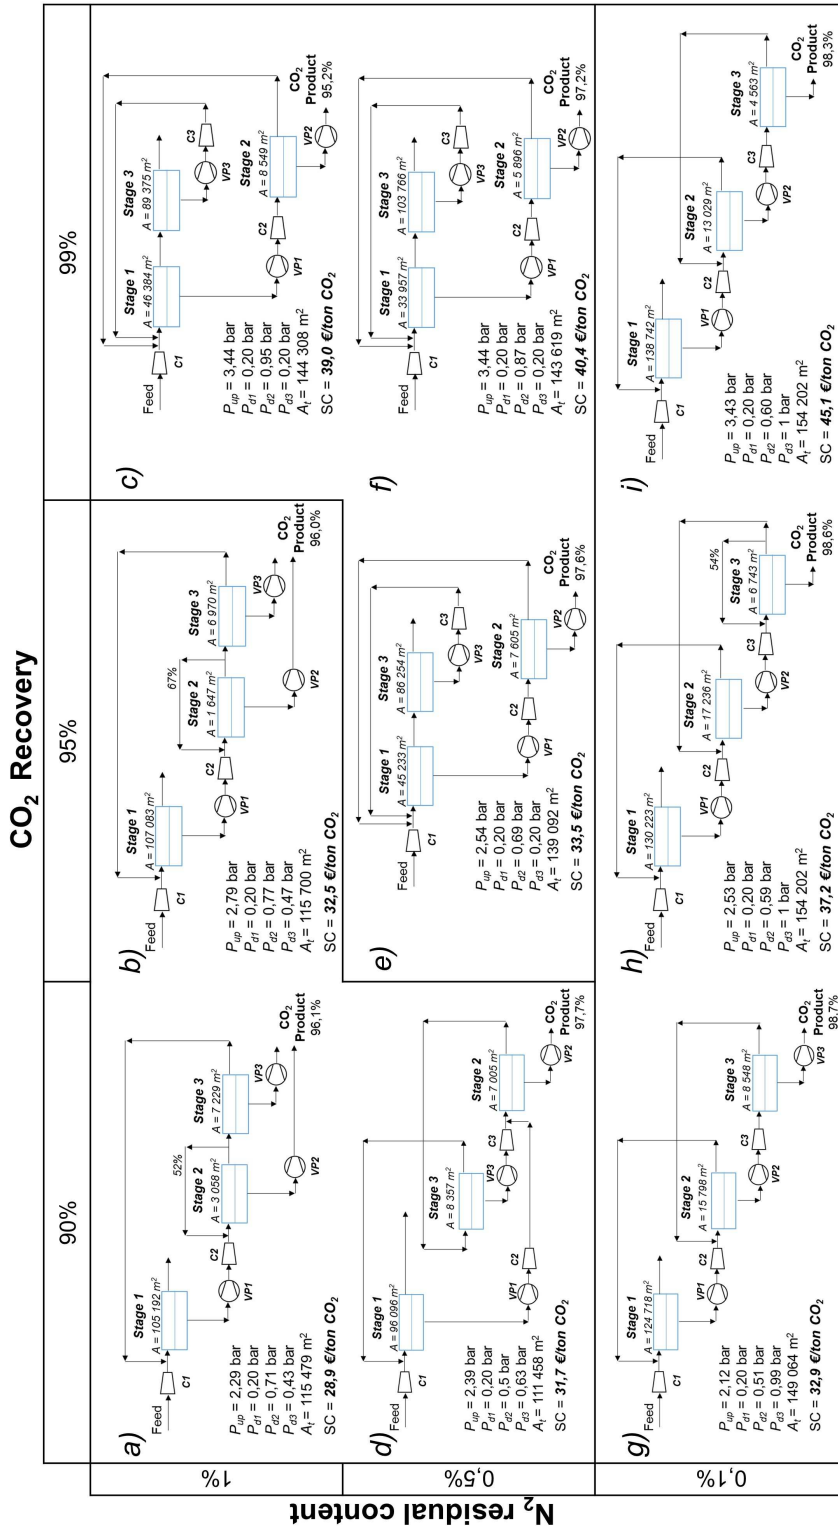 CO2 Recovery
90%
95%
99%
N2 residual content
1%
0,5%
0,1%
a)
Feed
C1
Stage 1
A = 105 192 m²
VP1
C2
Stage 2
A = 3 058 m²
52%
Stage 3
A = 7 229 m²
VP3
VP2
CO2
Product
96,1%
Pup = 2,29 bar
Pd1 = 0,20 bar
Pd2 = 0,71 bar
Pd3 = 0,43 bar
At = 115 479 m²
SC = 28,9 €/ton CO2
b)
Feed
C1
Stage 1
A = 107 083 m²
VP1
C2
Stage 2
A = 1 647 m²
67%
Stage 3
A = 6 970 m²
VP3
VP2
CO2
Product
96,0%
Pup = 2,79 bar
Pd1 = 0,20 bar
Pd2 = 0,77 bar
Pd3 = 0,47 bar
At = 115 700 m²
SC = 32,5 €/ton CO2
c)
Feed
C1
Stage 1
A = 46 384 m²
Stage 3
A = 89 375 m²
VP3
C3
VP1
C2
Stage 2
A = 8 549 m²
VP2
CO2
Product
95,2%
Pup = 3,44 bar
Pd1 = 0,20 bar
Pd2 = 0,95 bar
Pd3 = 0,20 bar
At = 144 308 m²
SC = 39,0 €/ton CO2
d)
Feed
C1
Stage 1
A = 96 096 m²
VP1
C2
Stage 3
A = 8 357 m²
VP3
C3
Stage 2
A = 7 005 m²
VP2
CO2
Product
97,7%
Pup = 2,39 bar
Pd1 = 0,20 bar
Pd2 = 0,5 bar
Pd3 = 0,63 bar
At = 111 458 m²
SC = 31,7 €/ton CO2
e)
Feed
C1
Stage 1
A = 45 233 m²
Stage 3
A = 86 254 m²
VP3
C3
VP1
C2
Stage 2
A = 7 605 m²
VP2
CO2
Product
97,6%
Pup = 2,54 bar
Pd1 = 0,20 bar
Pd2 = 0,69 bar
Pd3 = 0,20 bar
At = 139 092 m²
SC = 33,5 €/ton CO2
f)
Feed
C1
Stage 1
A = 33 957 m²
Stage 3
A = 103 766 m²
VP3
C3
VP1
C2
Stage 2
A = 5 896 m²
VP2
CO2
Product
97,2%
Pup = 3,44 bar
Pd1 = 0,20 bar
Pd2 = 0,87 bar
Pd3 = 0,20 bar
At = 143 619 m²
SC = 40,4 €/ton CO2
g)
Feed
C1
Stage 1
A = 124 718 m²
VP1
C2
Stage 2
A = 15 798 m²
VP2
C3
Stage 3
A = 8 548 m²
VP3
CO2
Product
98,7%
Pup = 2,12 bar
Pd1 = 0,20 bar
Pd2 = 0,51 bar
Pd3 = 0,99 bar
At = 149 064 m²
SC = 32,9 €/ton CO2
h)
Feed
C1
Stage 1
A = 130 223 m²
VP1
C2
Stage 2
A = 17 236 m²
VP2
C3
54%
Stage 3
A = 6 743 m²
CO2
Product
98,6%
Pup = 2,53 bar
Pd1 = 0,20 bar
Pd2 = 0,59 bar
Pd3 = 1 bar
At = 154 202 m²
SC = 37,2 €/ton CO2
i)
Feed
C1
Stage 1
A = 138 742 m²
VP1
C2
Stage 2
A = 13 029 m²
VP2
C3
Stage 3
A = 4 563 m²
CO2
Product
98,3%
Pup = 3,43 bar
Pd1 = 0,20 bar
Pd2 = 0,60 bar
Pd3 = 1 bar
At = 154 202 m²
SC = 45,1 €/ton CO2